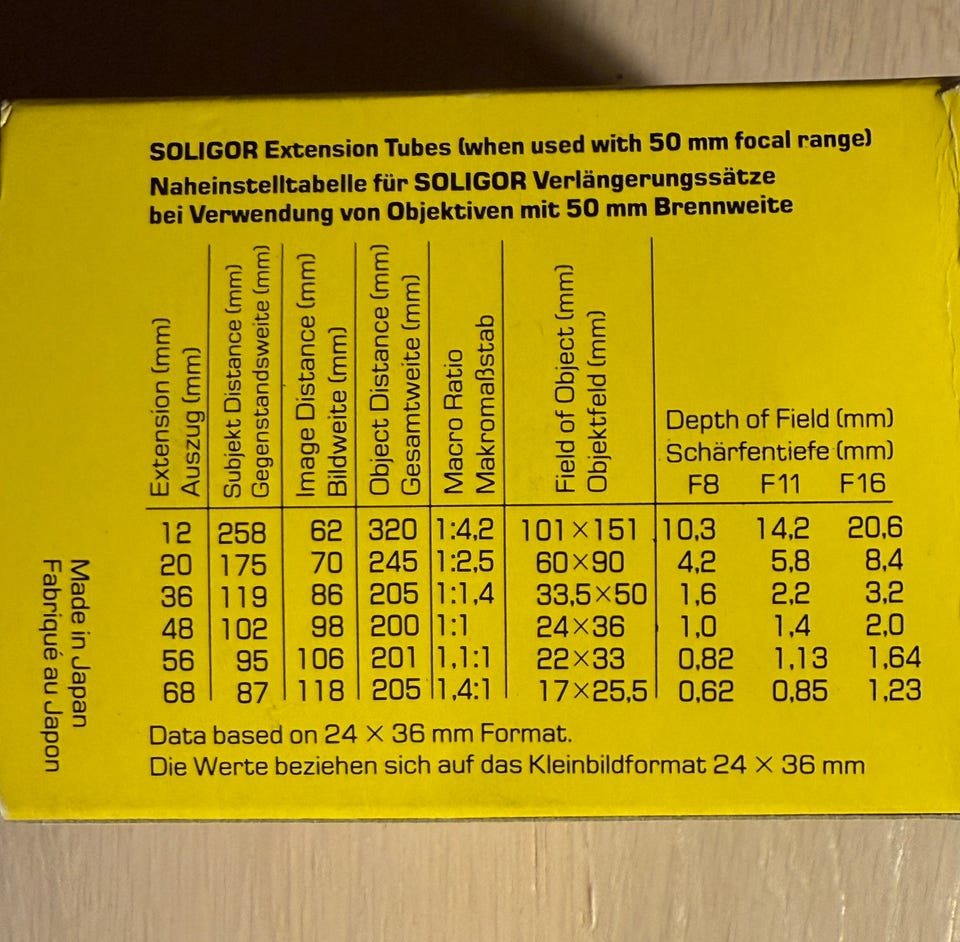 SOLIGOR Extension Tubes (when used with 50 mm focal range)
Naheinstelltabelle für SOLIGOR Verlängerungssätze
bei Verwendung von Objektiven mit 50 mm Brennweite
Extension (mm)
Auszug (mm)
Subjekt Distance (mm)
Gegenstandsweite (mm)
Image Distance (mm)
Bildweite (mm)
Object Distance (mm)
Gesamtweite (mm)
Macro Ratio
Makromaßstab
Field of Object (mm)
Objektfeld (mm)
Depth of Field (mm)
Schärfentiefe (mm)
F8 F11 F16
12 258 62 320 1:4,2 101×151 10,3 14,2 20,6
20 175 70 245 1:2,5 60×90 4,2 5,8 8,4
36 119 86 205 1:1,4 33,5×50 1,6 2,2 3,2
48 102 98 200 1:1 24×36 1,0 1,4 2,0
56 95 106 201 1,1:1 22×33 0,82 1,13 1,64
68 87 118 205 1,4:1 17×25,5 0,62 0,85 1,23
Data based on 24 × 36 mm Format.
Die Werte beziehen sich auf das Kleinbildformat 24 × 36 mm
Made in Japan
Fabriqué au Japon